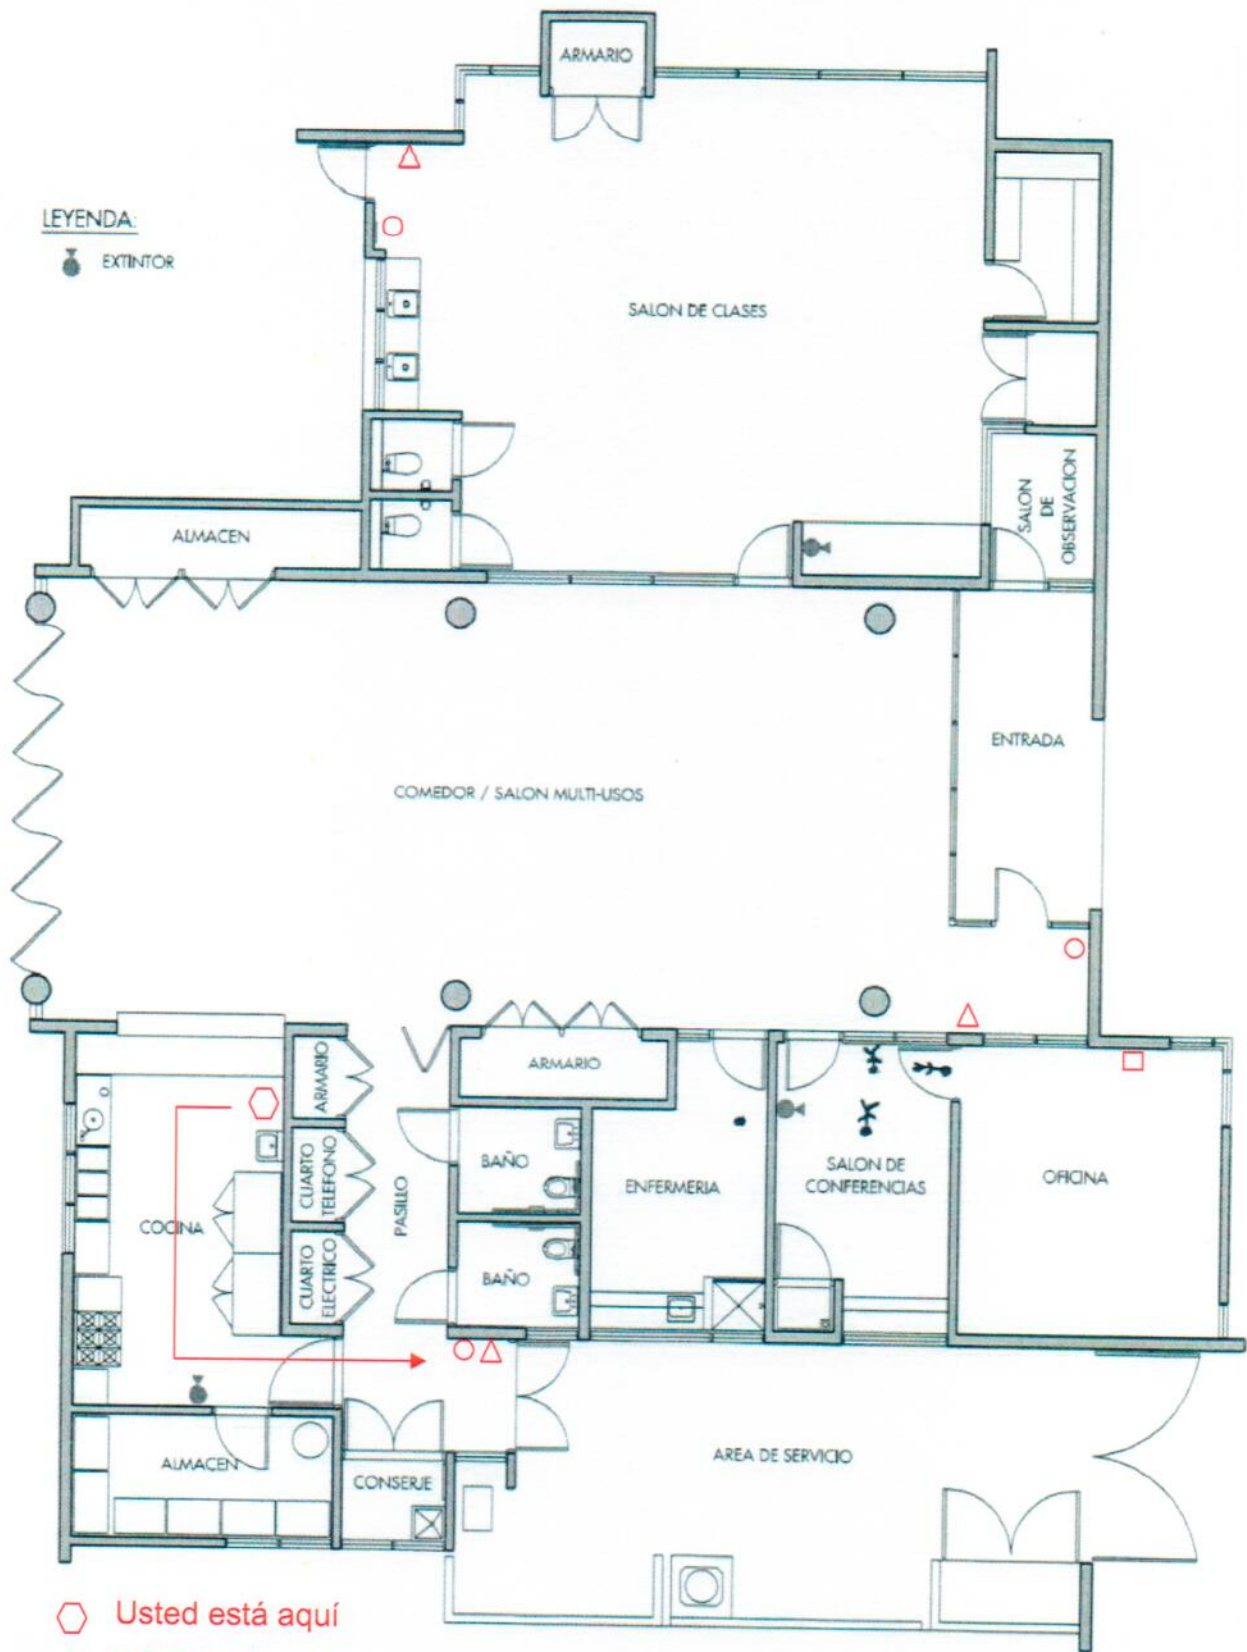 ARMARIO
LEYENDA:
EXTINTOR
SALON DE CLASES
SALON
DE
OBSERVACION
ALMACEN
ENTRADA
COMEDOR / SALON MULTI-USOS
ARMARIO
ARMARIO
CUARTO
TELEFONO
PASILLO
BAÑO
ENFERMERIA
SALON DE
CONFERENCIAS
OFICINA
COCINA
CUARTO
ELECTRICO
BAÑO
ALMACEN
CONSERJE
AREA DE SERVICIO
Usted está aquí